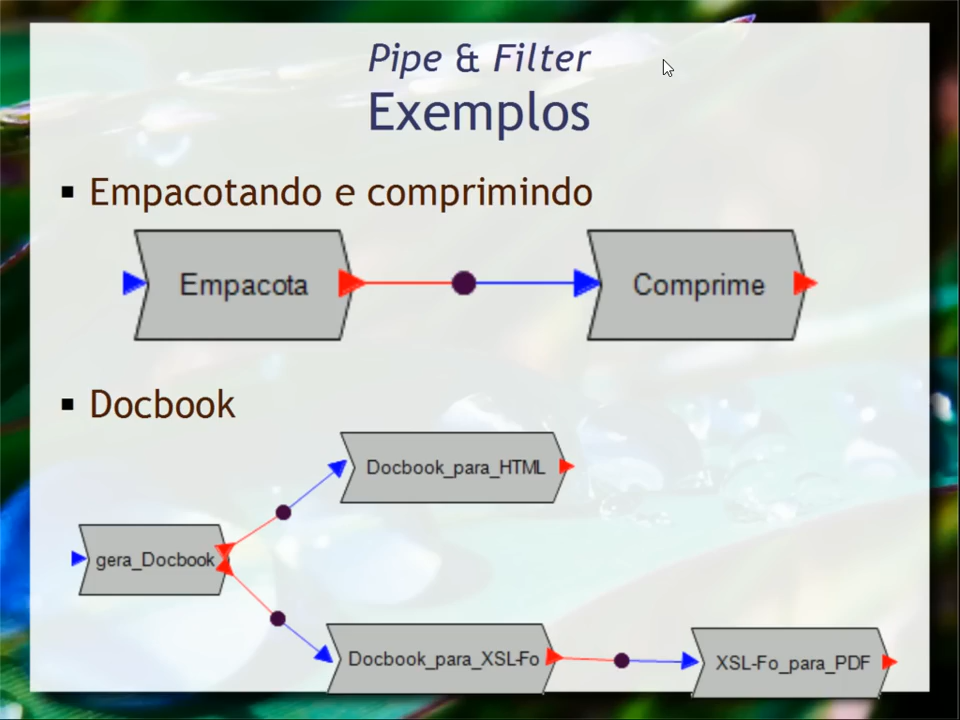 Pipe & Filter
Exemplos
Empacotando e comprimindo
Empacota
Comprime
Docbook
Docbook_para_HTML
gera_Docbook
Docbook_para_XSL-Fo
XSL-Fo_para_PDF